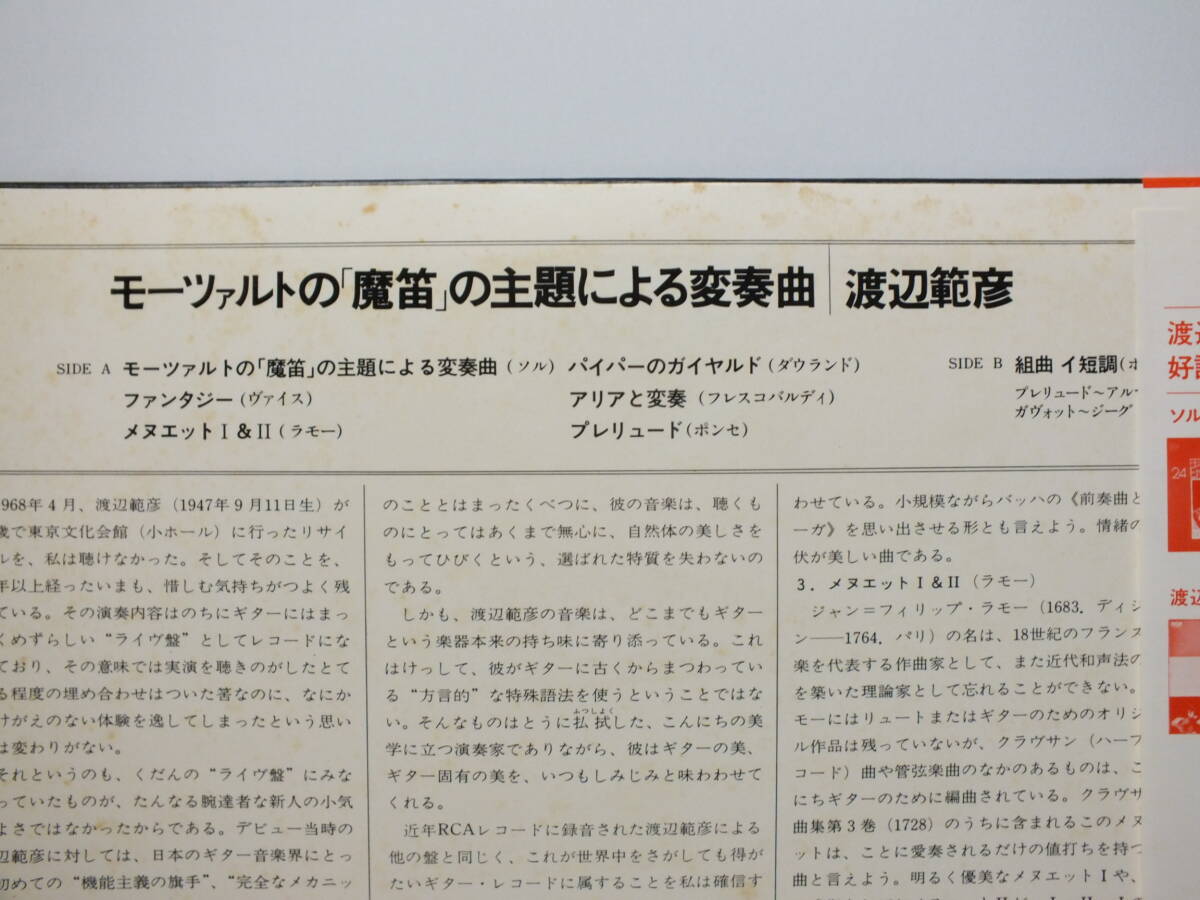 モーツァルトの「魔笛」の主題による変奏曲 渡辺範彦
SIDE A モーツァルトの「魔笛」の主題による変奏曲（ソル）
ファンタジー（ヴァイス）
メヌエットⅠ＆Ⅱ（ラモー）
パイパーのガイヤルド（ダウランド）
アリアと変奏（フレスコバルディ）
プレリュード（ポンセ）
SIDE B 組曲 イ短調（ポ
プレリュード〜アル
ガヴォット〜ジーグ
968年4月、渡辺範彦（1947年9月11日生）が
歳で東京文化会館（小ホール）に行ったリサイ
ルを、私は聴けなかった。そしてそのことを、
年以上経ったいまも、惜しむ気持ちがつよく残
ている。その演奏内容はのちにギターにはまっ
くめずらしい“ライヴ盤”としてレコードにな
ており、その意味では実演を聴きのがしたとて
る程度の埋め合わせはついた筈なのに、なにか
けがえのない体験を逸してしまったという思い
は変わりがない。
それというのも、くだんの“ライヴ盤”にみな
っていたものが、たんなる腕達者な新人の小気
よさではなかったからである。デビュー当時の
辺範彦に対しては、日本のギター音楽界にとっ
初めての“機能主義の旗手”、“完全なメカニッ
のこととはまったくべつに、彼の音楽は、聴くも
のにとってはあくまで無心に、自然体の美しさを
もってひびくという、選ばれた特質を失わないの
である。
しかも、渡辺範彦の音楽は、どこまでもギター
という楽器本来の持ち味に寄り添っている。これ
はけっして、彼がギターに古くからまつわってい
る“方言的”な特殊語法を使うということではな
い。そんなものはとうに払拭した、こんにちの美
ふっしょく
学に立つ演奏家でありながら、彼はギターの美、
ギター固有の美を、いつもしみじみと味わわせて
くれる。
近年RCAレコードに録音された渡辺範彦による
他の盤と同じく、これが世界中をさがしても得が
たいギター・レコードに属することを私は確信す
わせている。小規模ながらバッハの《前奏曲と
ーガ》を思い出させる形とも言えよう。情緒の
伏が美しい曲である。
3．メヌエットⅠ＆Ⅱ（ラモー）
ジャン＝フィリップ・ラモー（1683．ディジ
ン——1764．パリ）の名は、18世紀のフランス
楽を代表する作曲家として、また近代和声法の
を築いた理論家として忘れることができない。
モーにはリュートまたはギターのためのオリジ
ル作品は残っていないが、クラヴサン（ハープ
コード）曲や管弦楽曲のなかのあるものは、こ
にちギターのために編曲されている。クラヴサ
曲集第3巻（1728）のうちに含まれるこのメヌ
ットは、ことに愛奏されるだけの値打ちを持つ
曲と言えよう。明るく優美なメヌエットⅠや、
渡辺
好評
ソル
24
渡辺